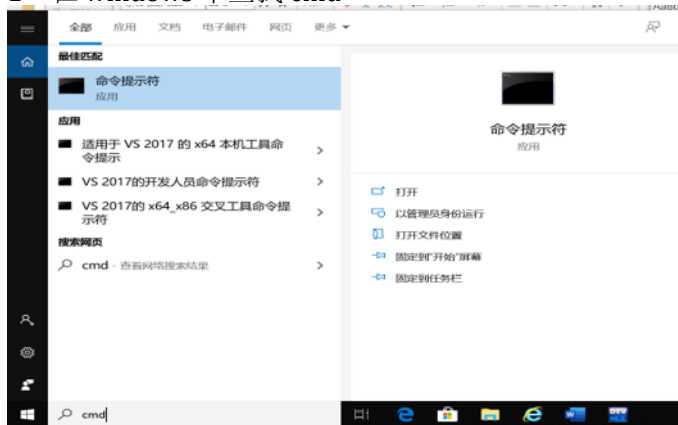 全部 应用 文档 电子邮件 网页 更多
最佳匹配
命令提示符
应用
应用
适用于 VS 2017 的 x64 本机工具命
令提示
VS 2017的开发人员命令提示符
VS 2017的 x64_x86 交叉工具命令提
示符
搜索网页
cmd - 查看网络搜索结果
命令提示符
应用
打开
以管理员身份运行
打开文件位置
固定到"开始"屏幕
固定到任务栏
cmd